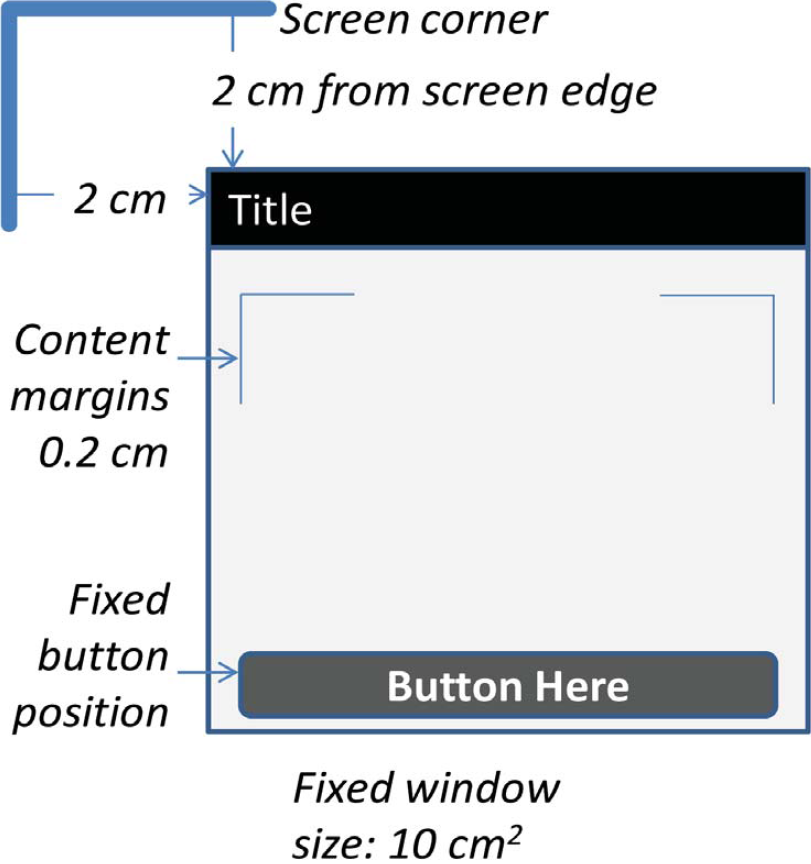 Screen corner
2 cm from screen edge
2 cm
Title
Content
margins
0.2 cm
Fixed
button
position
Button Here
Fixed window
size: 10 cm²